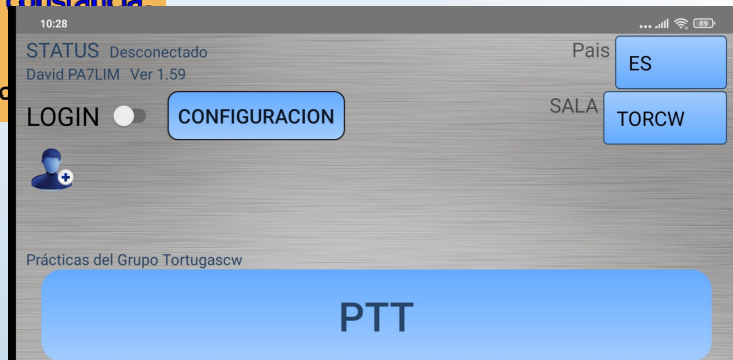 constancia.
10:28
89
STATUS Desconectado
Pais
ES
David PA7LIM Ver 1.59
LOGIN
CONFIGURACION
SALA
TORCW
Prácticas del Grupo Tortugascw
PTT